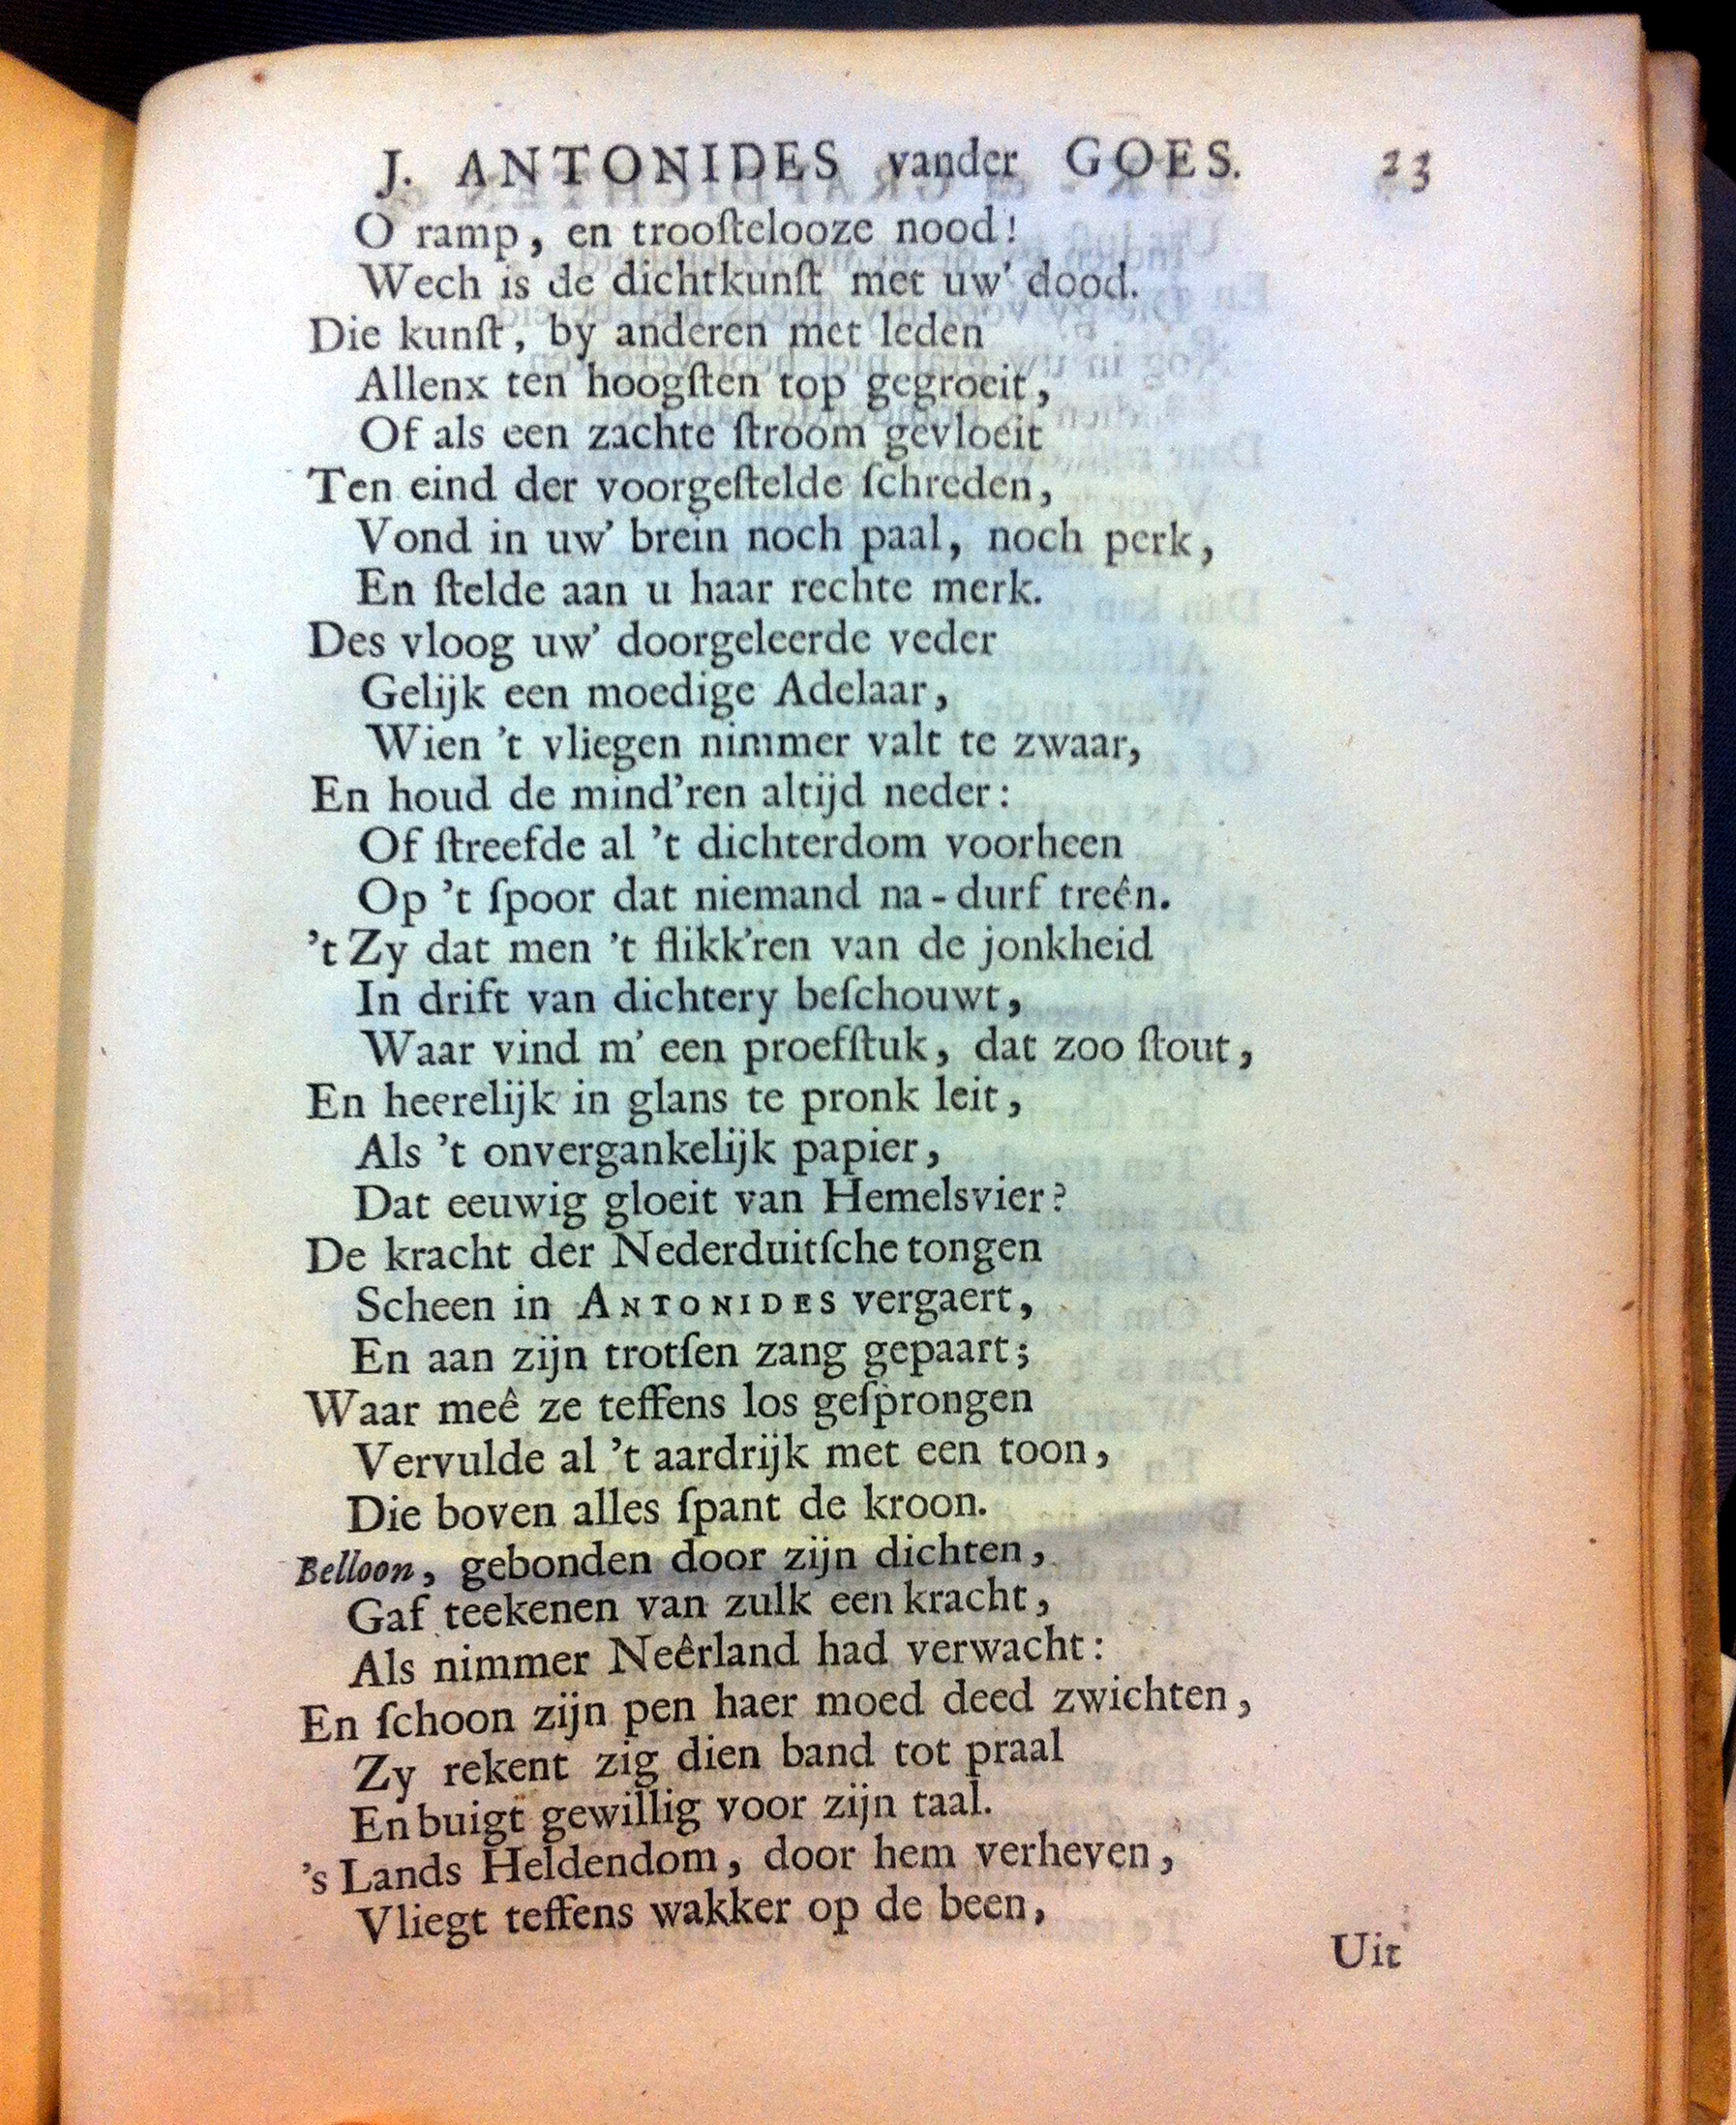 J. ANTONIDES vander GOES. 23
O ramp, en trooſtelooze nood!
Wech is de dichtkunſt met uw' dood.
Die kunſt, by anderen met leden
Allenx ten hoogſten top gegroeit,
Of als een zachte ſtroom gevloeit
Ten eind der voorgeſtelde ſchreden,
Vond in uw' brein noch paal, noch perk,
En ſtelde aan u haar rechte merk.
Des vloog uw' doorgeleerde veder
Gelijk een moedige Adelaar,
Wien 't vliegen nimmer valt te zwaar,
En houd de mind'ren altijd neder:
Of ſtreefde al 't dichterdom voorheen
Op 't ſpoor dat niemand na-durf treên.
't Zy dat men 't flikk'ren van de jonkheid
In drift van dichtery beſchouwt,
Waar vind m' een proefſtuk, dat zoo ſtout,
En heerelijk in glans te pronk leit,
Als 't onvergankelijk papier,
Dat eeuwig gloeit van Hemelsvier?
De kracht der Nederduitſche tongen
Scheen in ANTONIDES vergaert,
En aan zijn trotſen zang gepaart;
Waar meê ze teffens los geſprongen
Vervulde al 't aardrijk met een toon,
Die boven alles ſpant de kroon.
Belloon, gebonden door zijn dichten,
Gaf teekenen van zulk een kracht,
Als nimmer Neêrland had verwacht:
En ſchoon zijn pen haer moed deed zwichten,
Zy rekent zig dien band tot praal
En buigt gewillig voor zijn taal.
's Lands Heldendom, door hem verheven,
Vliegt teffens wakker op de been,
Uit